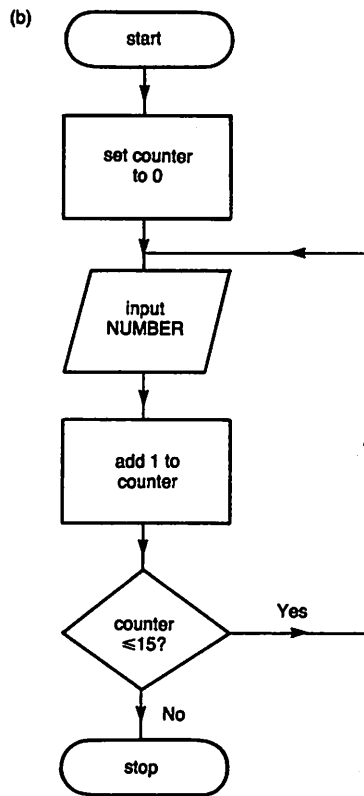 (b)
start
set counter
to 0
input
NUMBER
add 1 to
counter
counter
≤15?
Yes
No
stop